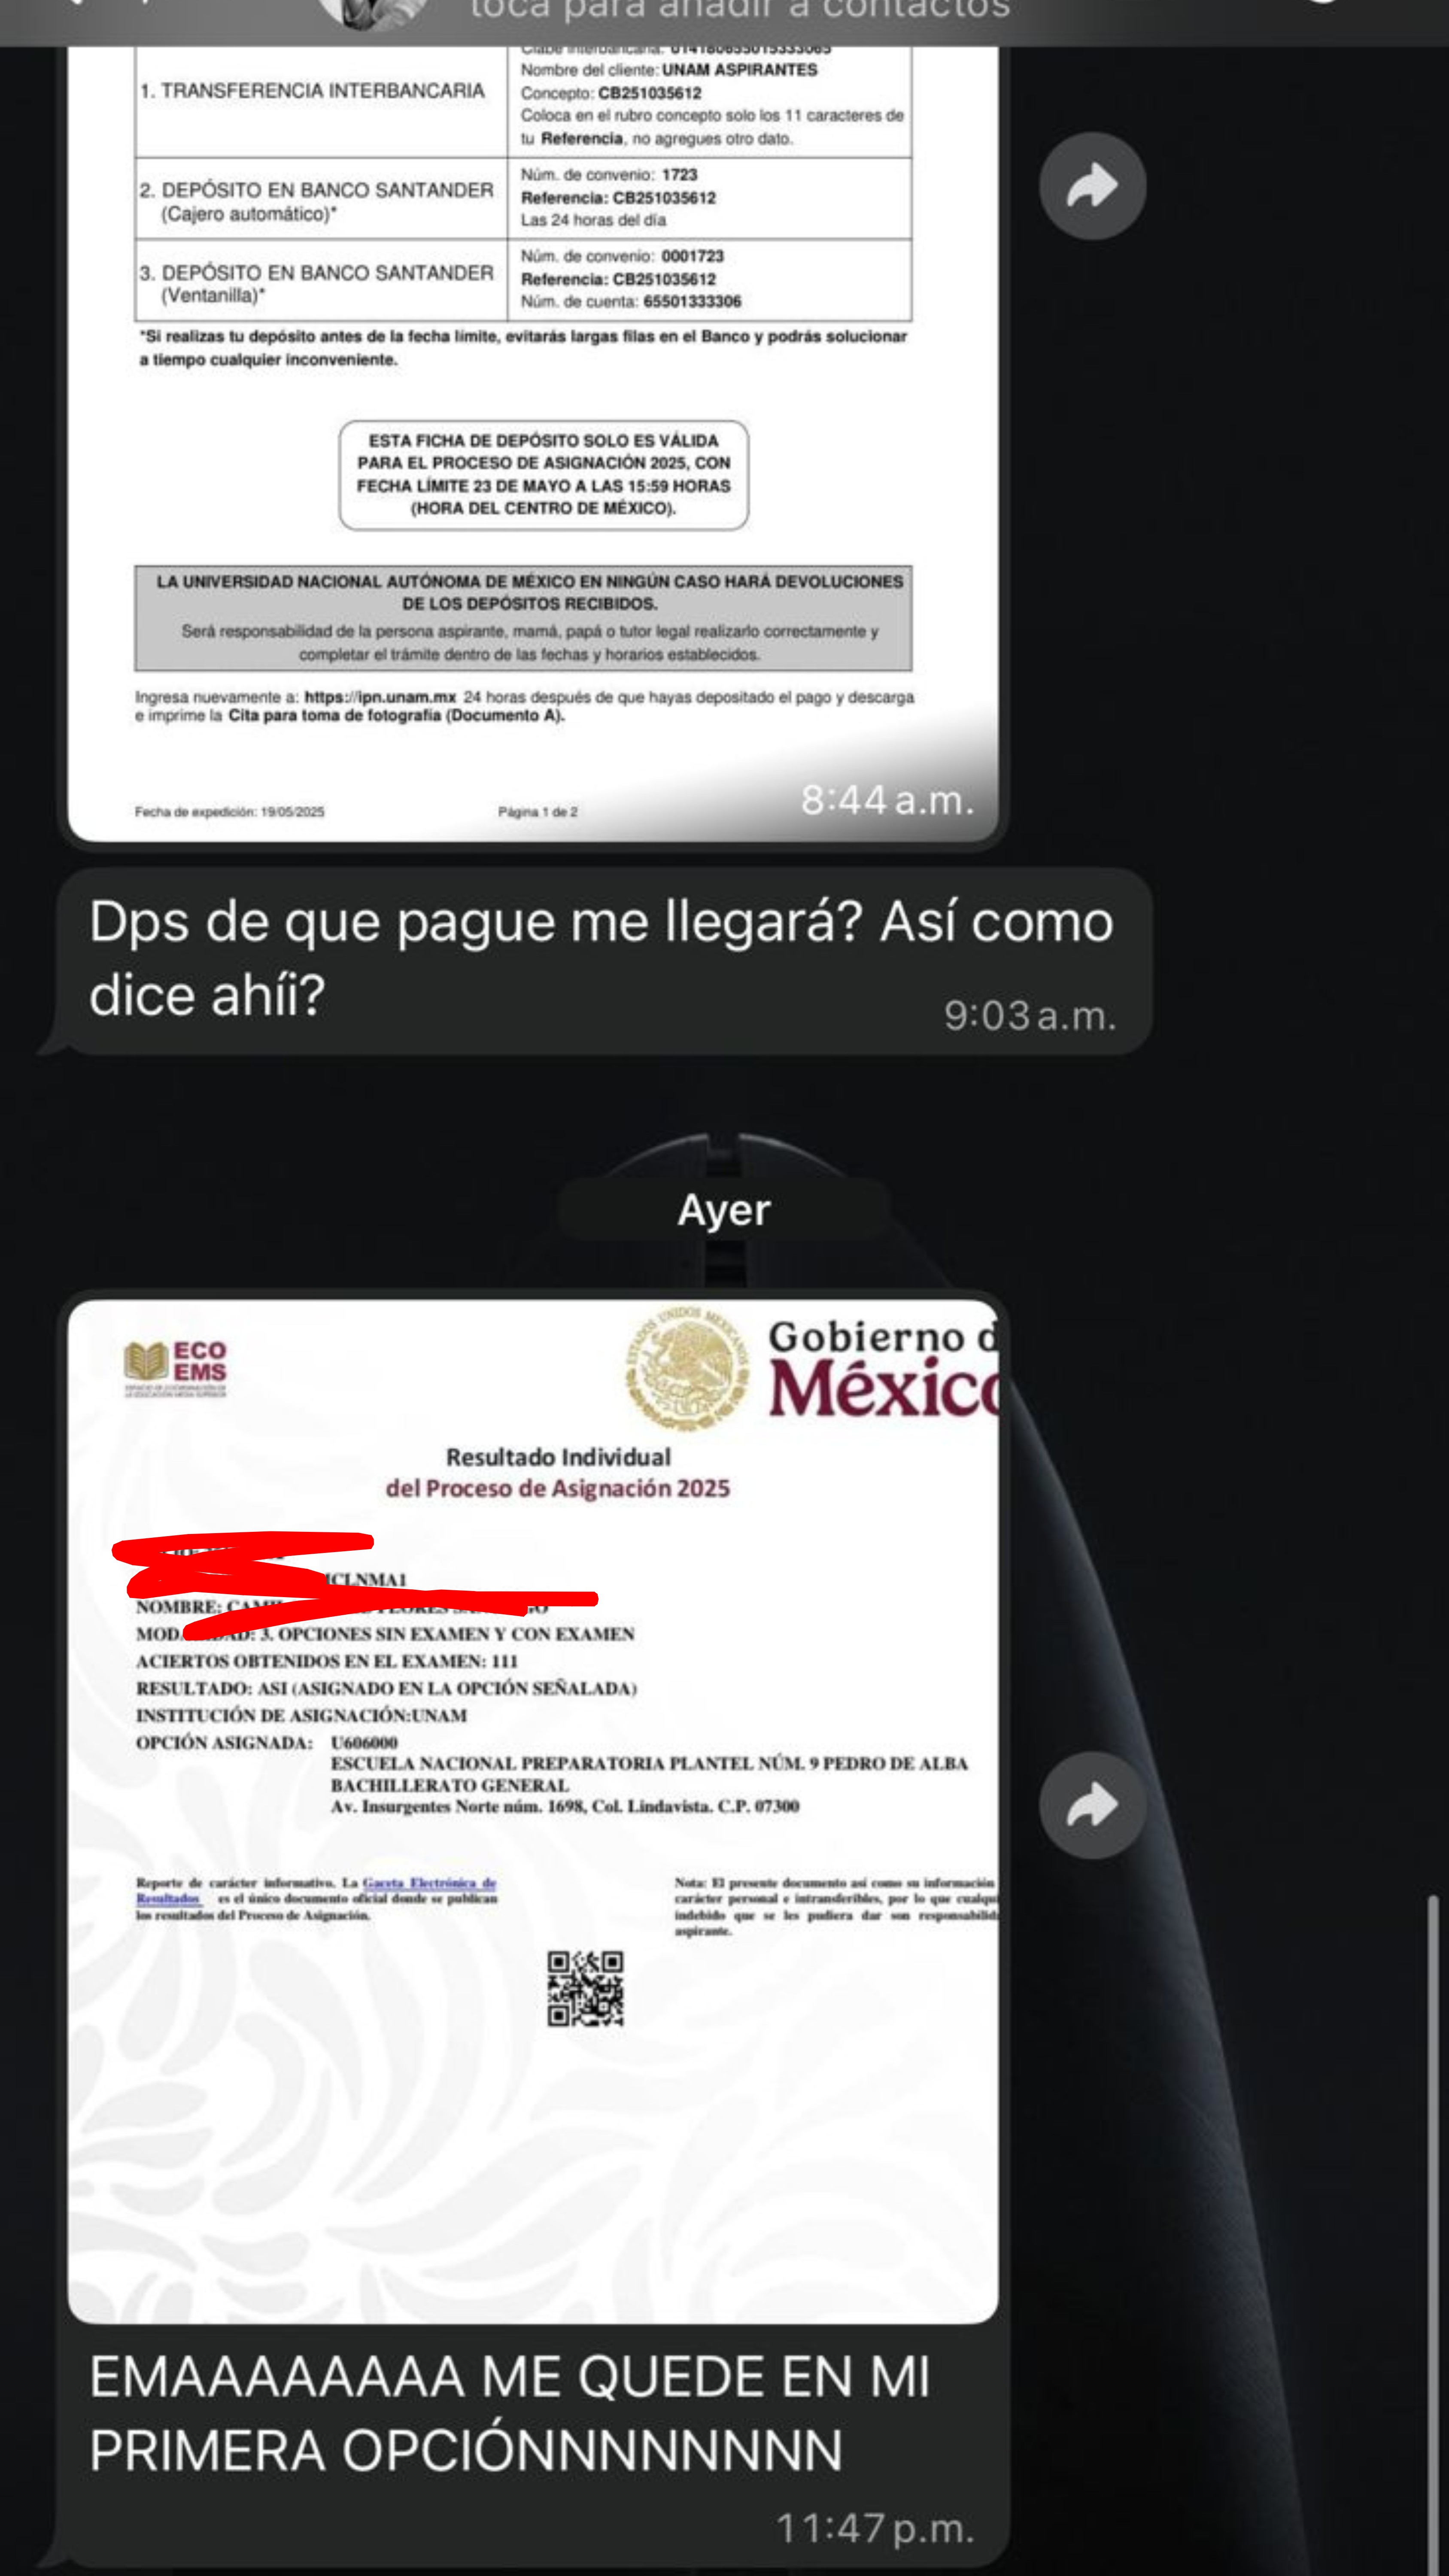 toca para añadir a contactos
Clabe interbancaria: 014180655015333065
1. TRANSFERENCIA INTERBANCARIA
Nombre del cliente: UNAM ASPIRANTES
Concepto: CB251035612
Coloca en el rubro concepto solo los 11 caracteres de
tu Referencia, no agregues otro dato.
2. DEPÓSITO EN BANCO SANTANDER
(Cajero automático)*
Núm. de convenio: 1723
Referencia: CB251035612
Las 24 horas del día
3. DEPÓSITO EN BANCO SANTANDER
(Ventanilla)*
Núm. de convenio: 0001723
Referencia: CB251035612
Núm. de cuenta: 65501333306
*Si realizas tu depósito antes de la fecha límite, evitarás largas filas en el Banco y podrás solucionar
a tiempo cualquier inconveniente.
ESTA FICHA DE DEPÓSITO SOLO ES VÁLIDA
PARA EL PROCESO DE ASIGNACIÓN 2025, CON
FECHA LÍMITE 23 DE MAYO A LAS 15:59 HORAS
(HORA DEL CENTRO DE MÉXICO).
LA UNIVERSIDAD NACIONAL AUTÓNOMA DE MÉXICO EN NINGÚN CASO HARÁ DEVOLUCIONES
DE LOS DEPÓSITOS RECIBIDOS.
Será responsabilidad de la persona aspirante, mamá, papá o tutor legal realizarlo correctamente y
completar el trámite dentro de las fechas y horarios establecidos.
Ingresa nuevamente a: https://ipn.unam.mx 24 horas después de que hayas depositado el pago y descarga
e imprime la Cita para toma de fotografía (Documento A).
Fecha de expedición: 19/05/2025
Página 1 de 2
8:44 a.m.
Dps de que pague me llegará? Así como
dice ahíi?
9:03 a.m.
Ayer
ECO
EMS
ESTADOS UNIDOS MEXICANOS
Gobierno d
México
Resultado Individual
del Proceso de Asignación 2025
MCLNMA1
NOMBRE:
3. OPCIONES SIN EXAMEN Y CON EXAMEN
ACIERTOS OBTENIDOS EN EL EXAMEN: 111
RESULTADO: ASI (ASIGNADO EN LA OPCIÓN SEÑALADA)
INSTITUCIÓN DE ASIGNACIÓN:UNAM
OPCIÓN ASIGNADA: U606000
ESCUELA NACIONAL PREPARATORIA PLANTEL NÚM. 9 PEDRO DE ALBA
BACHILLERATO GENERAL
Av. Insurgentes Norte núm. 1698, Col. Lindavista. C.P. 07300
Reporte de carácter informativo. La Gaceta Electrónica de
Resultados es el único documento oficial donde se publican
los resultados del Proceso de Asignación.
Nota: El presente documento así como su información
carácter personal e intransferibles, por lo que cualqui
indebido que se les pudiera dar son responsabilid
aspirante.
EMAAAAAAAAA ME QUEDE EN MI
PRIMERA OPCIÓNNNNNNNNN
11:47 p.m.